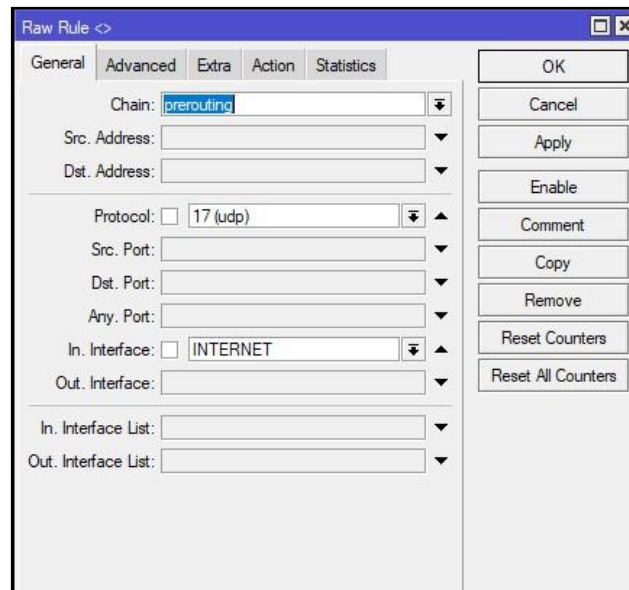 Raw Rule <>
General Advanced Extra Action Statistics
Chain: prerouting
Src. Address:
Dst. Address:
Protocol: 17 (udp)
Src. Port:
Dst. Port:
Any. Port:
In. Interface: INTERNET
Out. Interface:
In. Interface List:
Out. Interface List:
OK
Cancel
Apply
Enable
Comment
Copy
Remove
Reset Counters
Reset All Counters